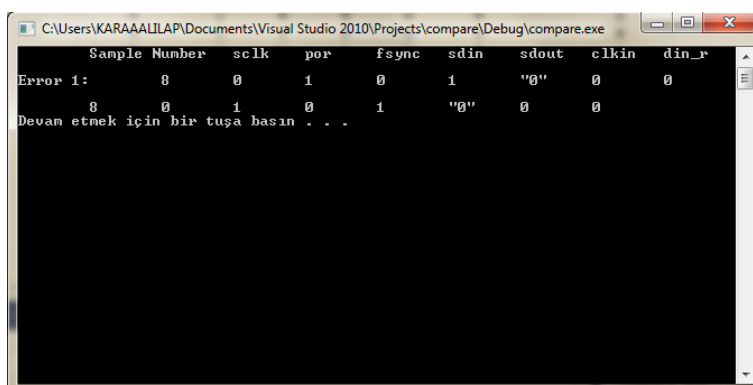 C:\Users\KARAAALILAP\Documents\Visual Studio 2010\Projects\compare\Debug\compare.exe
Sample Number sclk por fsync sdin sdout clkin din_r
Error 1: 8 0 1 0 1 "0" 0 0
8 0 1 0 1 "0" 0 0
Devam etmek için bir tuşa basın . . .